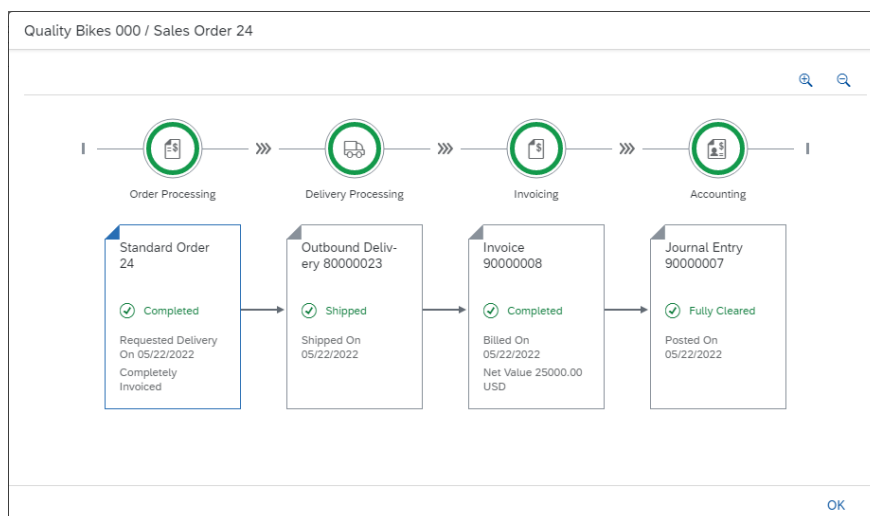 Quality Bikes 000 / Sales Order 24
Order Processing
Delivery Processing
Invoicing
Accounting
Standard Order
24
Completed
Requested Delivery
On 05/22/2022
Completely
Invoiced
Outbound Deliv-
ery 80000023
Shipped
Shipped On
05/22/2022
Invoice
90000008
Completed
Billed On
05/22/2022
Net Value 25000.00
USD
Journal Entry
90000007
Fully Cleared
Posted On
05/22/2022
OK